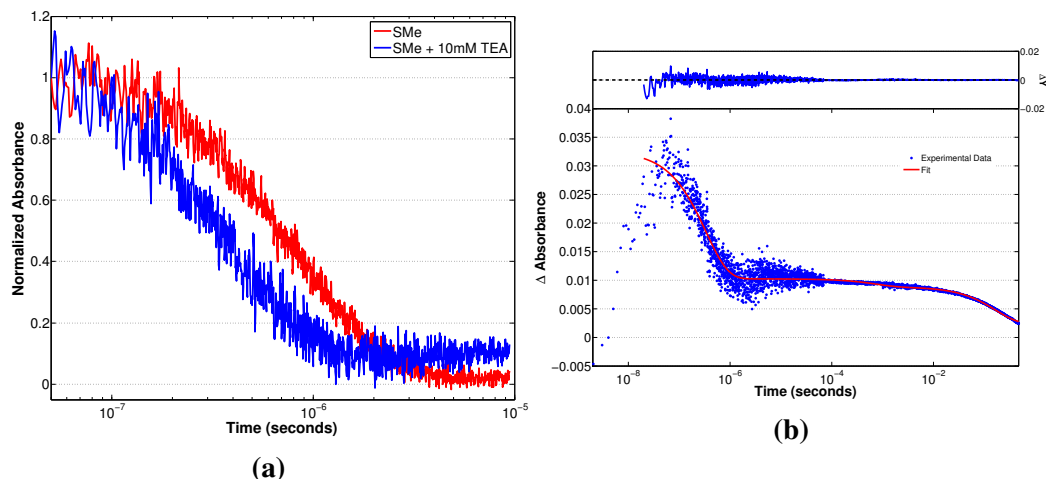 1.2
1
0.8
0.6
0.4
0.2
0
Normalized Absorbance
SMe
SMe + 10mM TEA
10⁻⁷
10⁻⁶
10⁻⁵
Time (seconds)
(a)
0.02
0
−0.02
ΔY
0.04
0.035
0.03
0.025
0.02
0.015
0.01
0.005
0
−0.005
Δ Absorbance
Experimental Data
Fit
10⁻⁸
10⁻⁶
10⁻⁴
10⁻²
Time (seconds)
(b)